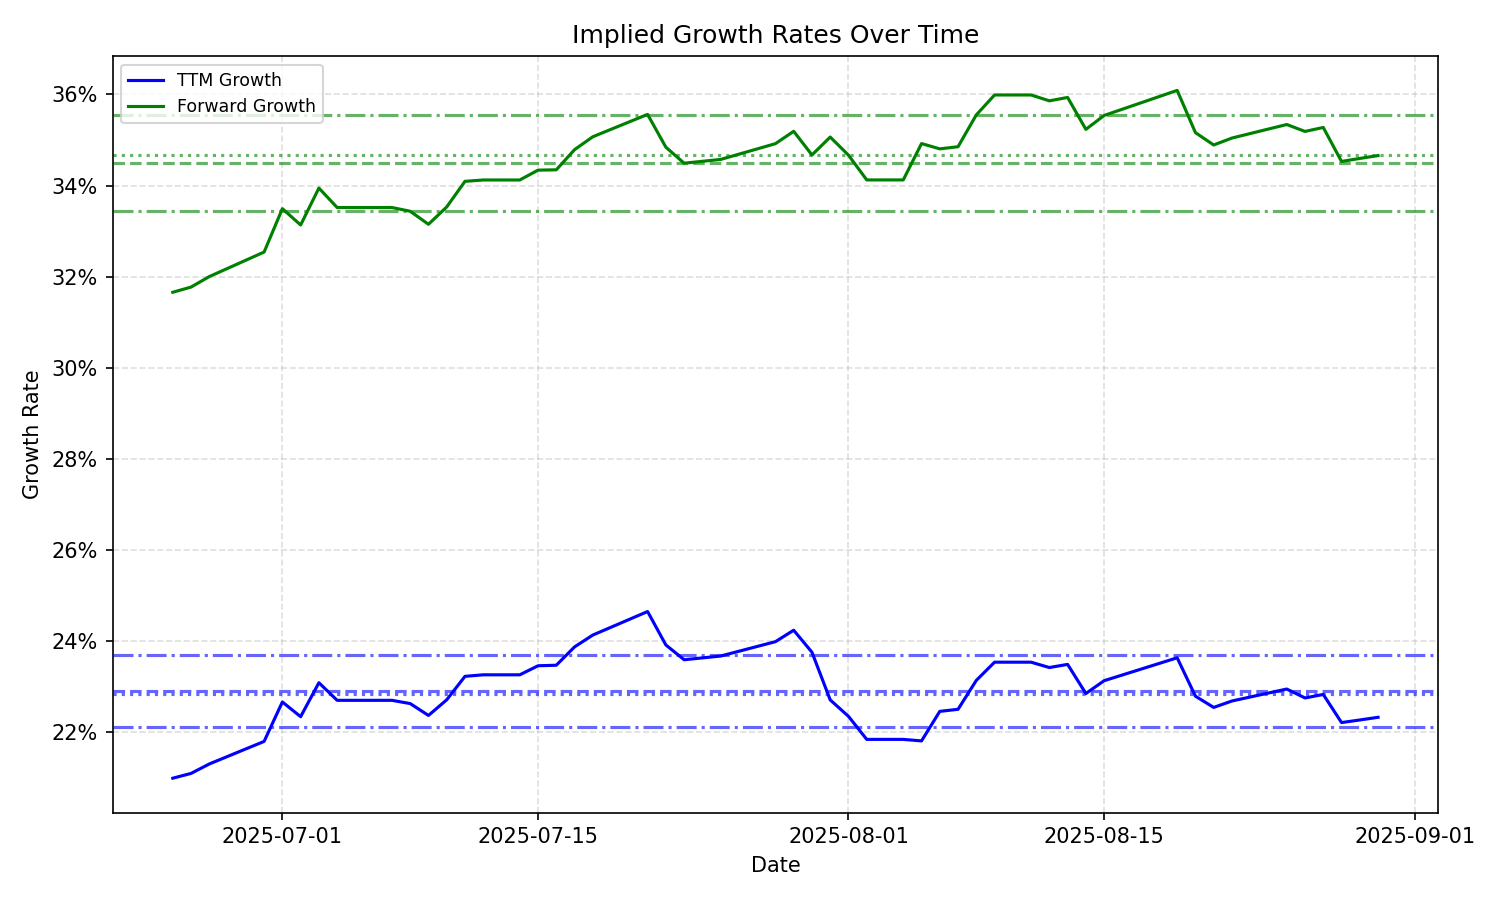 Implied Growth Rates Over Time
TTM Growth
Forward Growth
36%
34%
32%
30%
28%
26%
24%
22%
Growth Rate
2025-07-01
2025-07-15
2025-08-01
2025-08-15
2025-09-01
Date